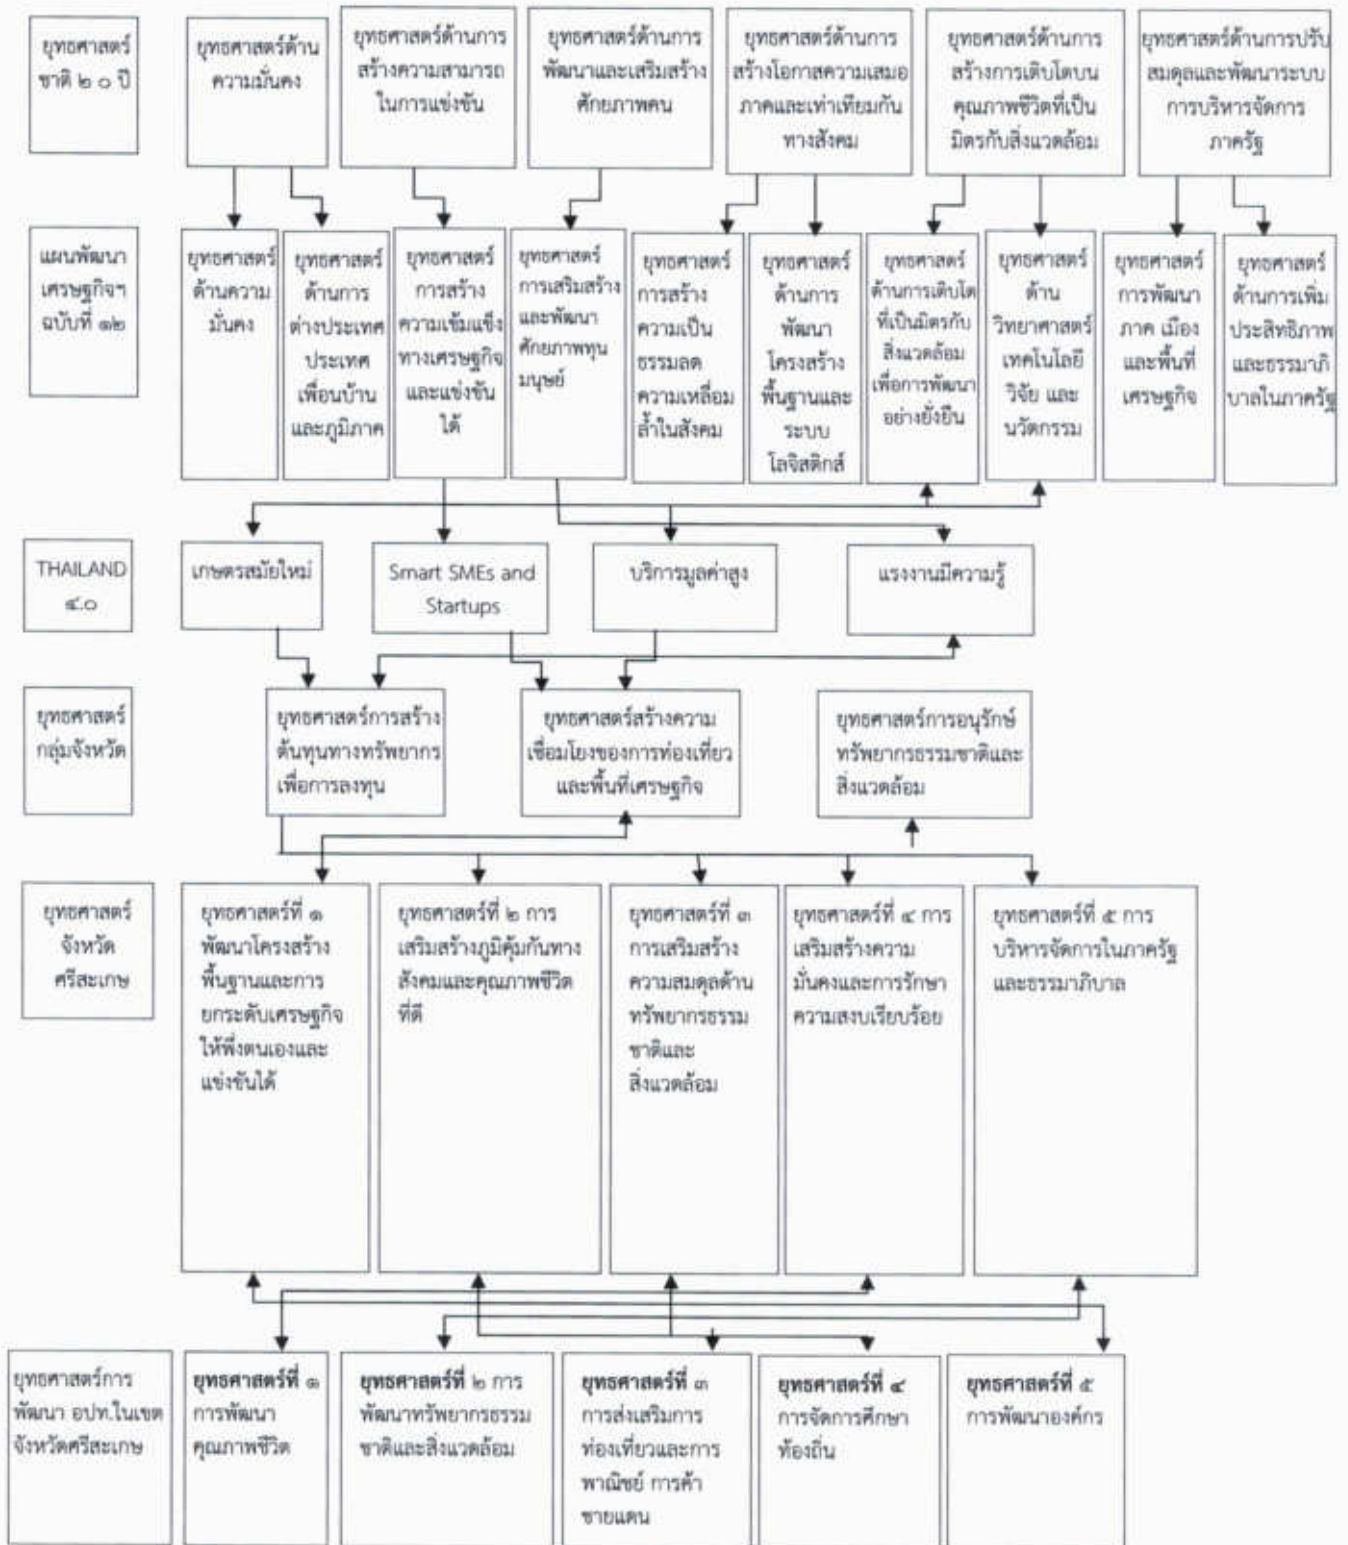 ยุทธศาสตร์
ชาติ ๒ ๐ ปี
ยุทธศาสตร์ด้าน
ความมั่นคง
ยุทธศาสตร์ด้านการ
สร้างความสามารถ
ในการแข่งขัน
ยุทธศาสตร์ด้านการ
พัฒนาและเสริมสร้าง
ศักยภาพคน
ยุทธศาสตร์ด้านการ
สร้างโอกาสความเสมอ
ภาคและเท่าเทียมกัน
ทางสังคม
ยุทธศาสตร์ด้านการ
สร้างการเติบโตบน
คุณภาพชีวิตที่เป็น
มิตรกับสิ่งแวดล้อม
ยุทธศาสตร์ด้านการปรับ
สมดุลและพัฒนาระบบ
การบริหารจัดการ
ภาครัฐ
แผนพัฒนา
เศรษฐกิจฯ
ฉบับที่ ๑๒
ยุทธศาสตร์
ด้านความ
มั่นคง
ยุทธศาสตร์
ด้านการ
ต่างประเทศ
ประเทศ
เพื่อนบ้าน
และภูมิภาค
ยุทธศาสตร์
การสร้าง
ความเข้มแข็ง
ทางเศรษฐกิจ
และแข่งขัน
ได้
ยุทธศาสตร์
การเสริมสร้าง
และพัฒนา
ศักยภาพทุน
มนุษย์
ยุทธศาสตร์
การสร้าง
ความเป็น
ธรรมลด
ความเหลื่อม
ล้ำในสังคม
ยุทธศาสตร์
ด้านการ
พัฒนา
โครงสร้าง
พื้นฐานและ
ระบบ
โลจิสติกส์
ยุทธศาสตร์
ด้านการเติบโต
ที่เป็นมิตรกับ
สิ่งแวดล้อม
เพื่อการพัฒนา
อย่างยั่งยืน
ยุทธศาสตร์
ด้าน
วิทยาศาสตร์
เทคโนโลยี
วิจัย และ
นวัตกรรม
ยุทธศาสตร์
การพัฒนา
ภาค เมือง
และพื้นที่
เศรษฐกิจ
ยุทธศาสตร์
ด้านการเพิ่ม
ประสิทธิภาพ
และธรรมาภิ
บาลในภาครัฐ
THAILAND
๔.๐
เกษตรสมัยใหม่
Smart SMEs and
Startups
บริการมูลค่าสูง
แรงงานมีความรู้
ยุทธศาสตร์
กลุ่มจังหวัด
ยุทธศาสตร์การสร้าง
ต้นทุนทางทรัพยากร
เพื่อการลงทุน
ยุทธศาสตร์สร้างความ
เชื่อมโยงของการท่องเที่ยว
และพื้นที่เศรษฐกิจ
ยุทธศาสตร์การอนุรักษ์
ทรัพยากรธรรมชาติและ
สิ่งแวดล้อม
ยุทธศาสตร์
จังหวัด
ศรีสะเกษ
ยุทธศาสตร์ที่ ๑
พัฒนาโครงสร้าง
พื้นฐานและการ
ยกระดับเศรษฐกิจ
ให้พึ่งตนเองและ
แข่งขันได้
ยุทธศาสตร์ที่ ๒ การ
เสริมสร้างภูมิคุ้มกันทาง
สังคมและคุณภาพชีวิต
ที่ดี
ยุทธศาสตร์ที่ ๓
การเสริมสร้าง
ความสมดุลด้าน
ทรัพยากรธรรม
ชาติและ
สิ่งแวดล้อม
ยุทธศาสตร์ที่ ๔ การ
เสริมสร้างความ
มั่นคงและการรักษา
ความสงบเรียบร้อย
ยุทธศาสตร์ที่ ๕ การ
บริหารจัดการในภาครัฐ
และธรรมาภิบาล
ยุทธศาสตร์การ
พัฒนา อปท.ในเขต
จังหวัดศรีสะเกษ
ยุทธศาสตร์ที่ ๑
การพัฒนา
คุณภาพชีวิต
ยุทธศาสตร์ที่ ๒ การ
พัฒนาทรัพยากรธรรม
ชาติและสิ่งแวดล้อม
ยุทธศาสตร์ที่ ๓
การส่งเสริมการ
ท่องเที่ยวและการ
พาณิชย์ การค้า
ชายแดน
ยุทธศาสตร์ที่ ๔
การจัดการศึกษา
ท้องถิ่น
ยุทธศาสตร์ที่ ๕
การพัฒนาองค์กร